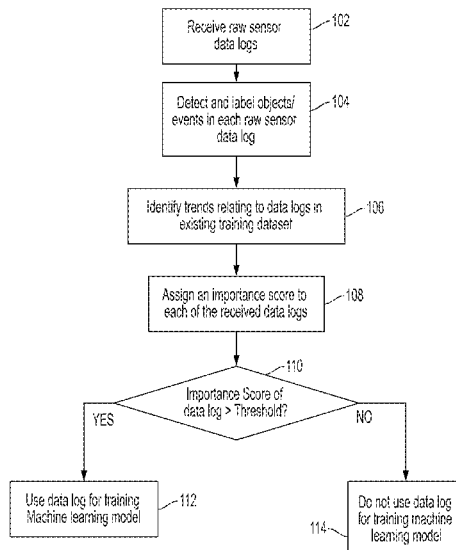 Receive raw sensor
data logs
102
Detect and label objects/
events in each raw sensor
data log
104
Identify trends relating to data logs in
existing training dataset
106
Assign an importance score to
each of the received data logs
108
110
Importance Score of
data log > Threshold?
YES
NO
Use data log for training
Machine learning model
112
Do not use data log
for training machine
learning model
114